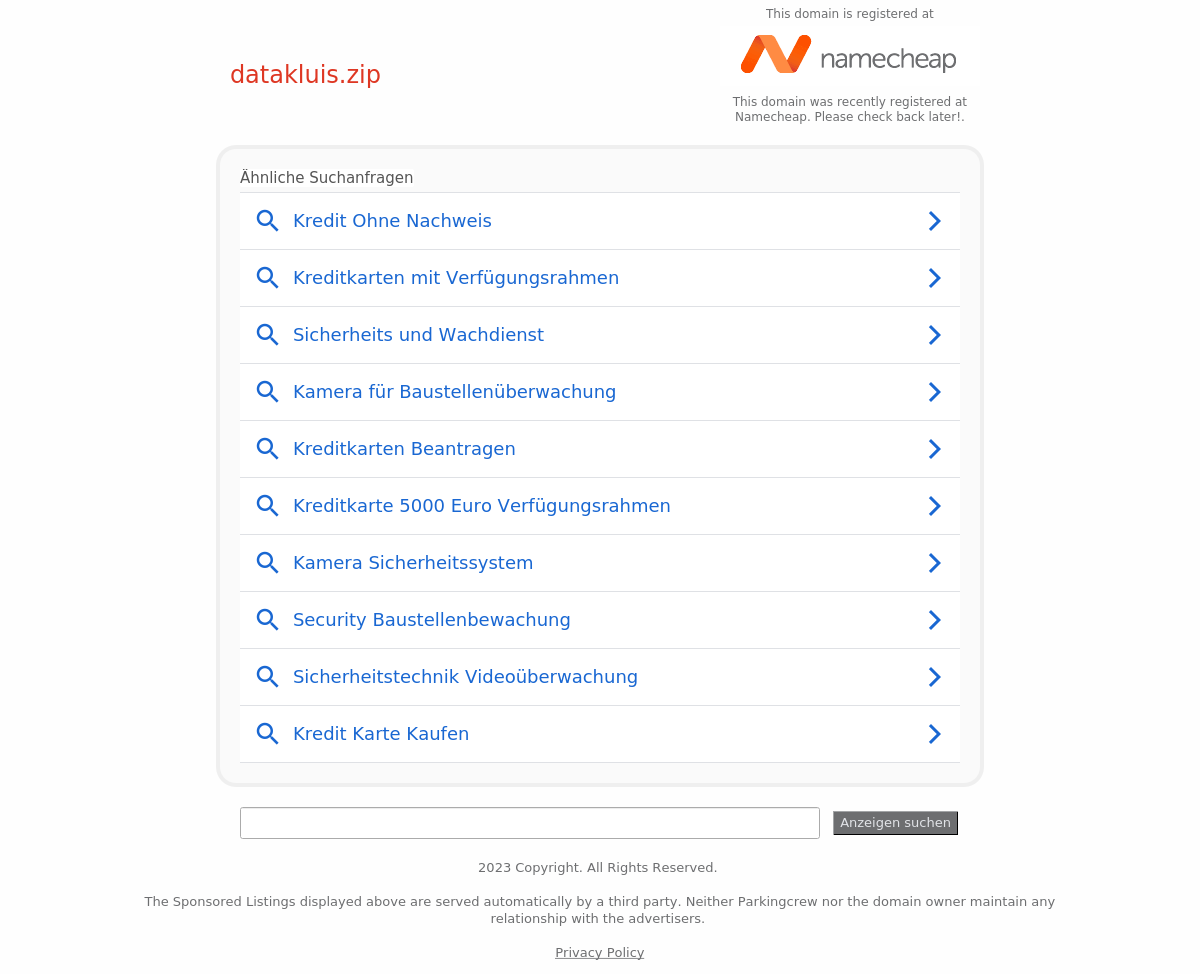 This domain is registered at
namecheap
datakluis.zip
This domain was recently registered at
Namecheap. Please check back later!.
Ähnliche Suchanfragen
Kredit Ohne Nachweis
Kreditkarten mit Verfügungsrahmen
Sicherheits und Wachdienst
Kamera für Baustellenüberwachung
Kreditkarten Beantragen
Kreditkarte 5000 Euro Verfügungsrahmen
Kamera Sicherheitssystem
Security Baustellenbewachung
Sicherheitstechnik Videoüberwachung
Kredit Karte Kaufen
Anzeigen suchen
2023 Copyright. All Rights Reserved.
The Sponsored Listings displayed above are served automatically by a third party. Neither Parkingcrew nor the domain owner maintain any
relationship with the advertisers.
Privacy Policy